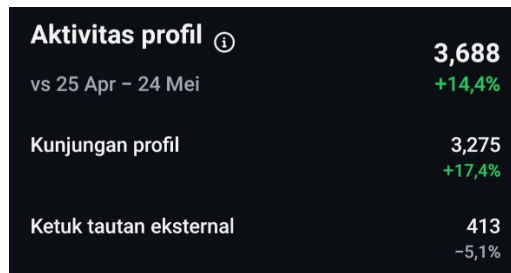 Aktivitas profil
3,688
vs 25 Apr – 24 Mei
+14,4%
Kunjungan profil
3,275
+17,4%
Ketuk tautan eksternal
413
−5,1%